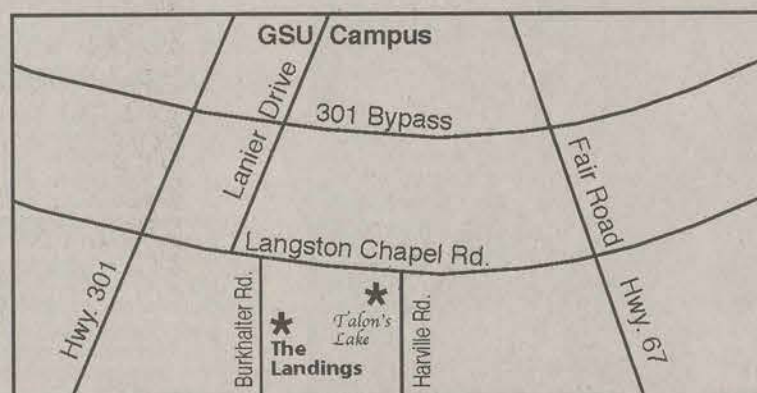 GSU Campus
Lanier Drive
301 Bypass
Fair Road
Langston Chapel Rd.
Hwy. 301
Burkhalter Rd.
The
Landings
Talon's
Lake
Harville Rd.
Hwy. 67